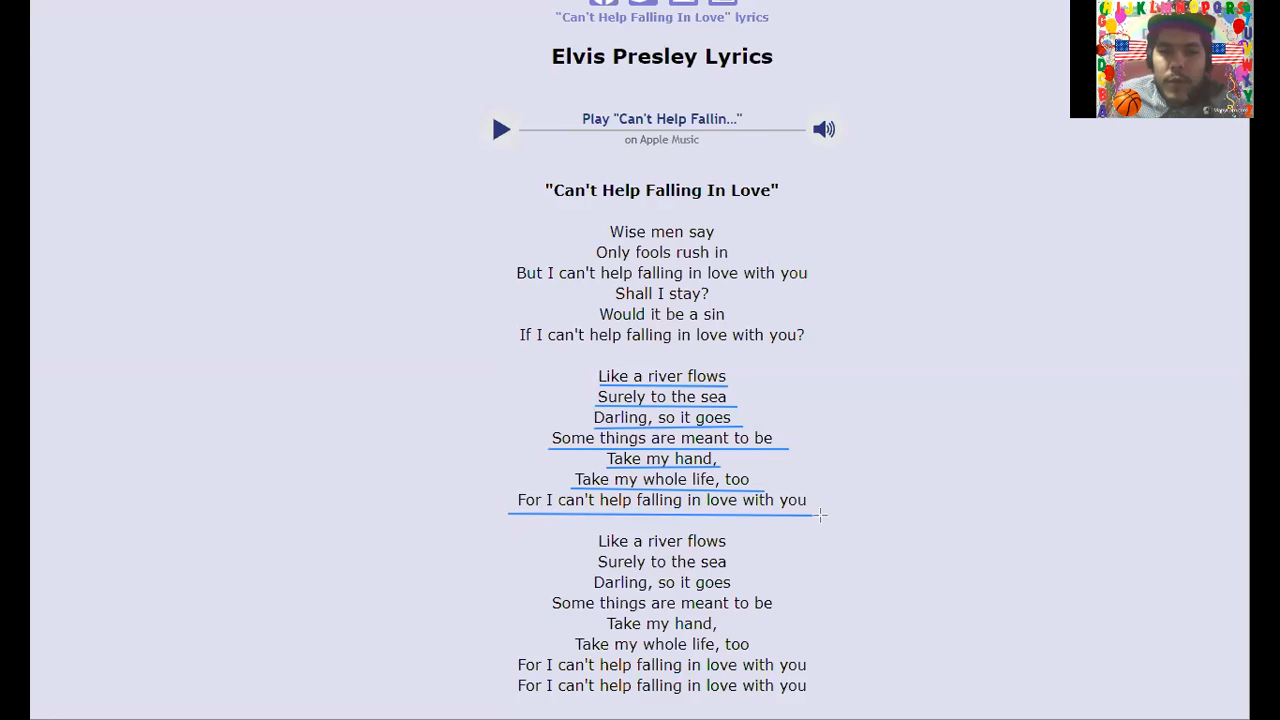 "Can't Help Falling In Love" lyrics
Elvis Presley Lyrics
Play "Can't Help Fallin..."
on Apple Music
"Can't Help Falling In Love"
Wise men say
Only fools rush in
But I can't help falling in love with you
Shall I stay?
Would it be a sin
If I can't help falling in love with you?
Like a river flows
Surely to the sea
Darling, so it goes
Some things are meant to be
Take my hand,
Take my whole life, too
For I can't help falling in love with you
Like a river flows
Surely to the sea
Darling, so it goes
Some things are meant to be
Take my hand,
Take my whole life, too
For I can't help falling in love with you
For I can't help falling in love with you